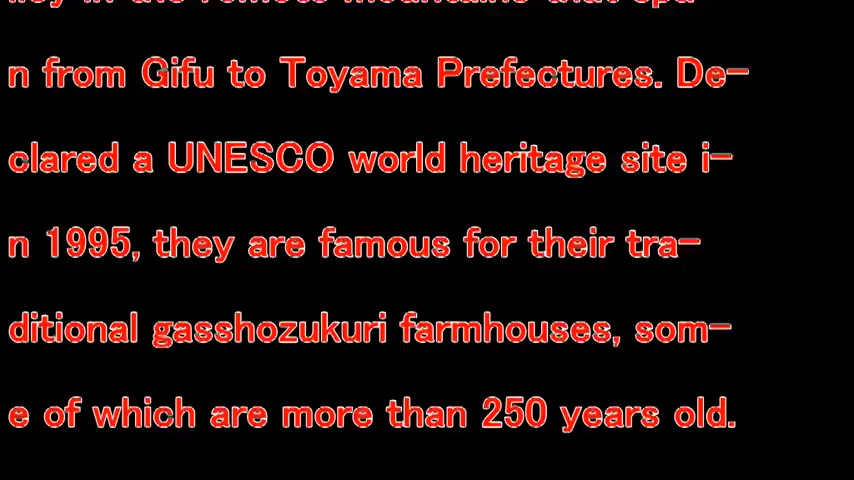 n from Gifu to Toyama Prefectures. De-
clared a UNESCO world heritage site i-
n 1995, they are famous for their tra-
ditional gasshozukuri farmhouses, som-
e of which are more than 250 years old.